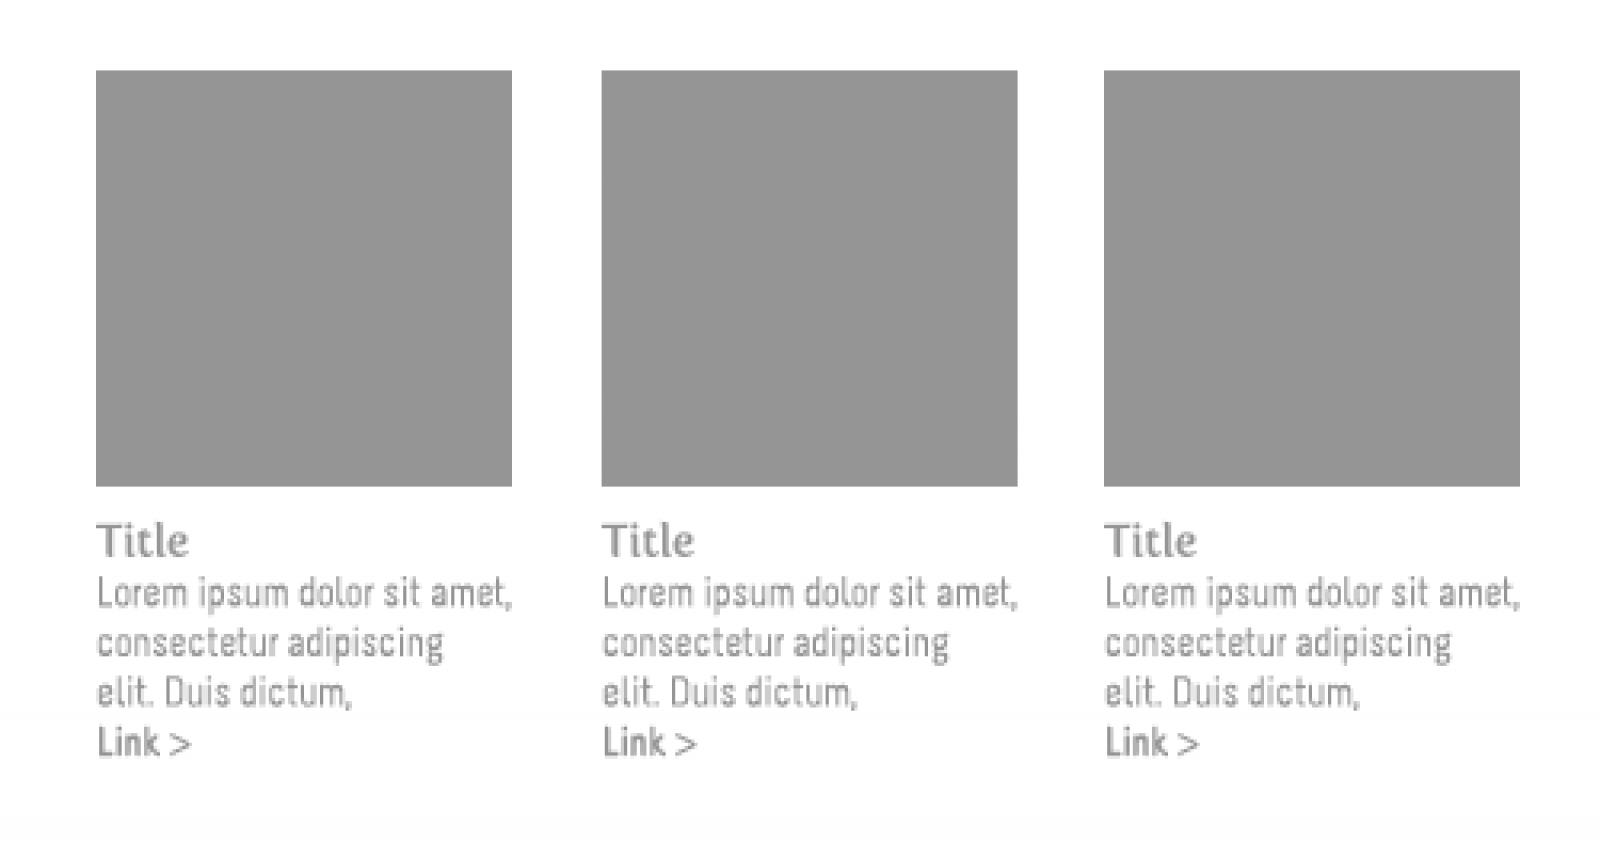 Title
Lorem ipsum dolor sit amet,
consectetur adipiscing
elit. Duis dictum,
Link >
Title
Lorem ipsum dolor sit amet,
consectetur adipiscing
elit. Duis dictum,
Link >
Title
Lorem ipsum dolor sit amet,
consectetur adipiscing
elit. Duis dictum,
Link >